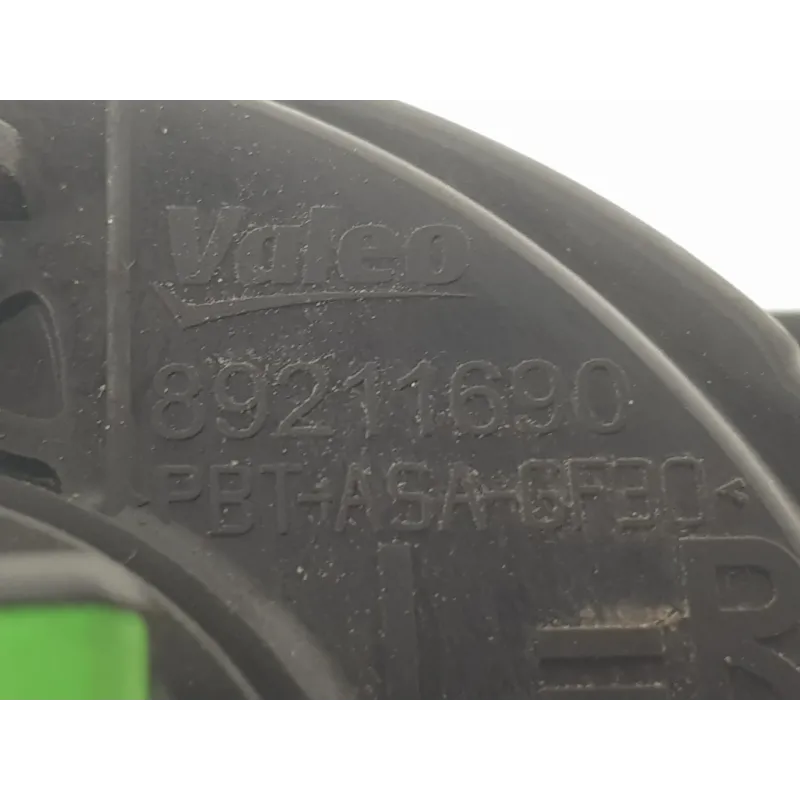 Valeo
89211690
PBT-ASA-GF30<